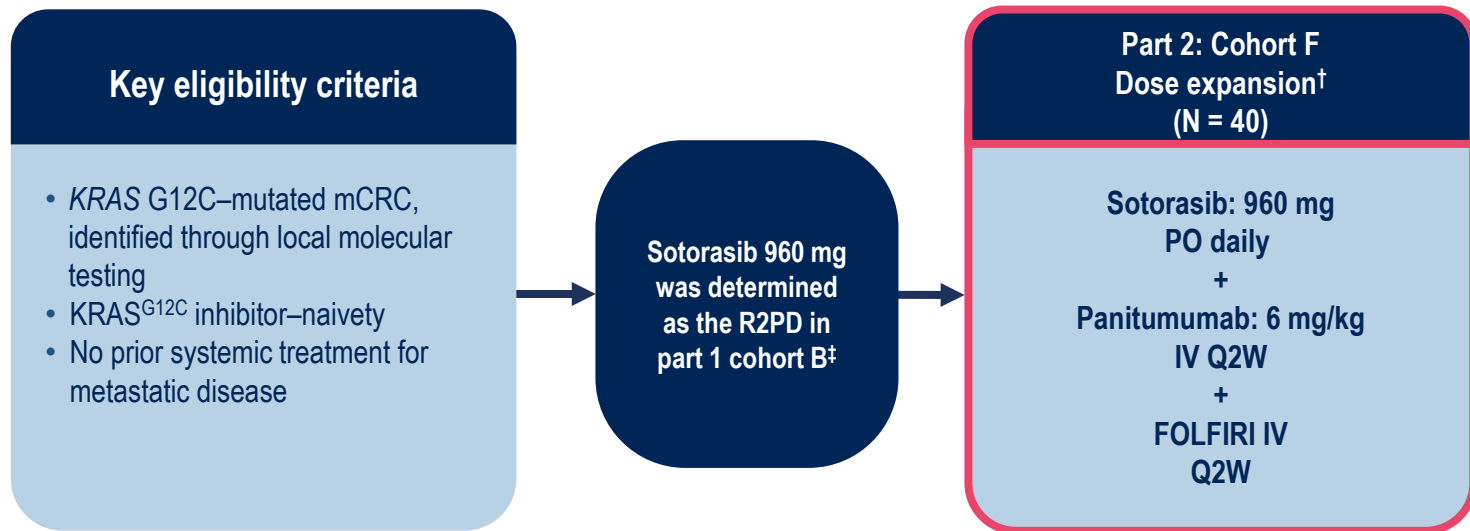 Key eligibility criteria
• KRAS G12C–mutated mCRC,
identified through local molecular
testing
• KRASG12C inhibitor–naivety
• No prior systemic treatment for
metastatic disease
Sotorasib 960 mg
was determined
as the R2PD in
part 1 cohort B‡
Part 2: Cohort F
Dose expansion†
(N = 40)
Sotorasib: 960 mg
PO daily
+
Panitumumab: 6 mg/kg
IV Q2W
+
FOLFIRI IV
Q2W